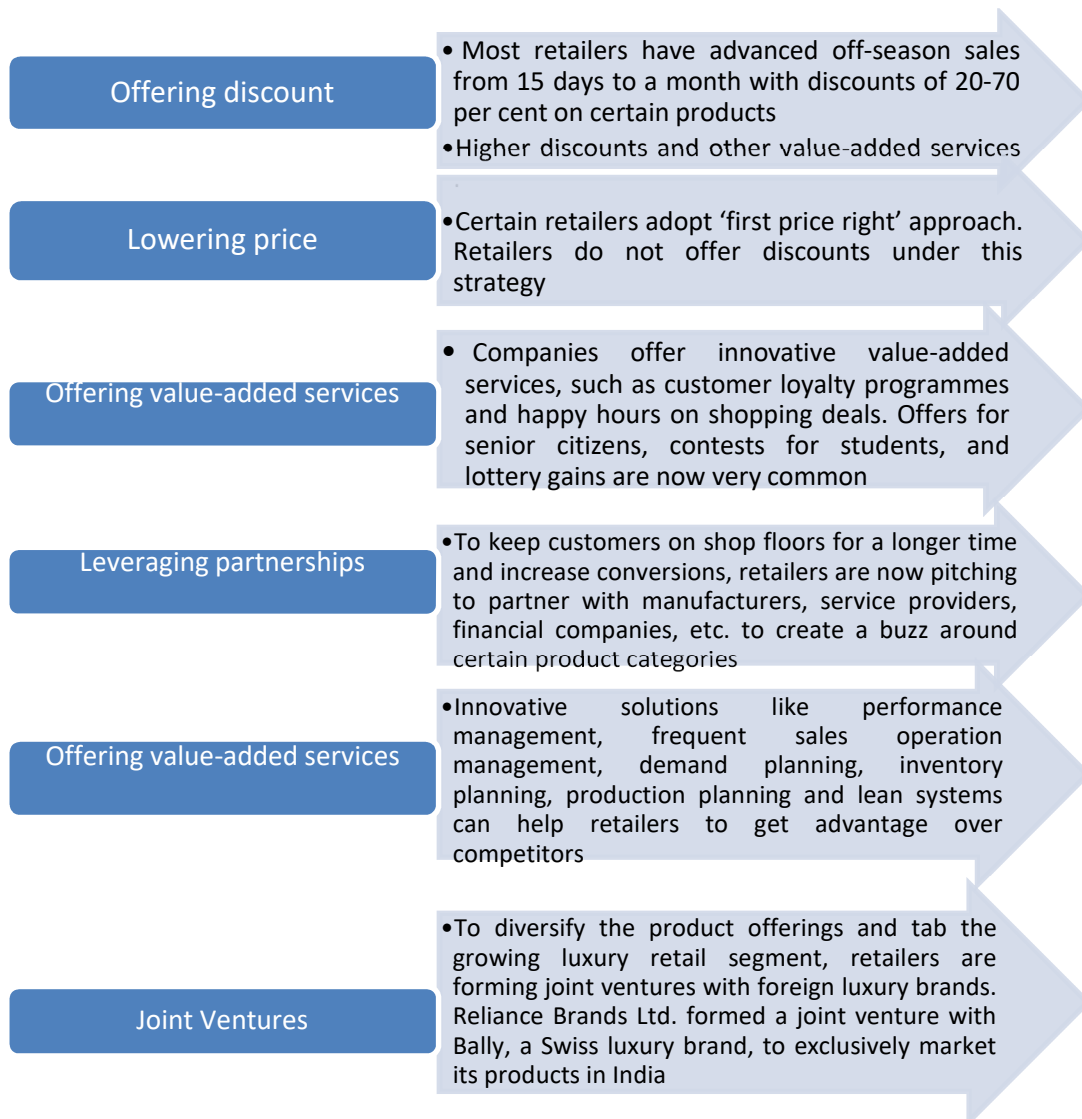 Offering discount
• Most retailers have advanced off-season sales
from 15 days to a month with discounts of 20-70
per cent on certain products
•Higher discounts and other value-added services
Lowering price
•Certain retailers adopt ‘first price right’ approach.
Retailers do not offer discounts under this
strategy
Offering value-added services
• Companies offer innovative value-added
services, such as customer loyalty programmes
and happy hours on shopping deals. Offers for
senior citizens, contests for students, and
lottery gains are now very common
Leveraging partnerships
•To keep customers on shop floors for a longer time
and increase conversions, retailers are now pitching
to partner with manufacturers, service providers,
financial companies, etc. to create a buzz around
certain product categories
Offering value-added services
•Innovative solutions like performance
management, frequent sales operation
management, demand planning, inventory
planning, production planning and lean systems
can help retailers to get advantage over
competitors
Joint Ventures
•To diversify the product offerings and tab the
growing luxury retail segment, retailers are
forming joint ventures with foreign luxury brands.
Reliance Brands Ltd. formed a joint venture with
Bally, a Swiss luxury brand, to exclusively market
its products in India